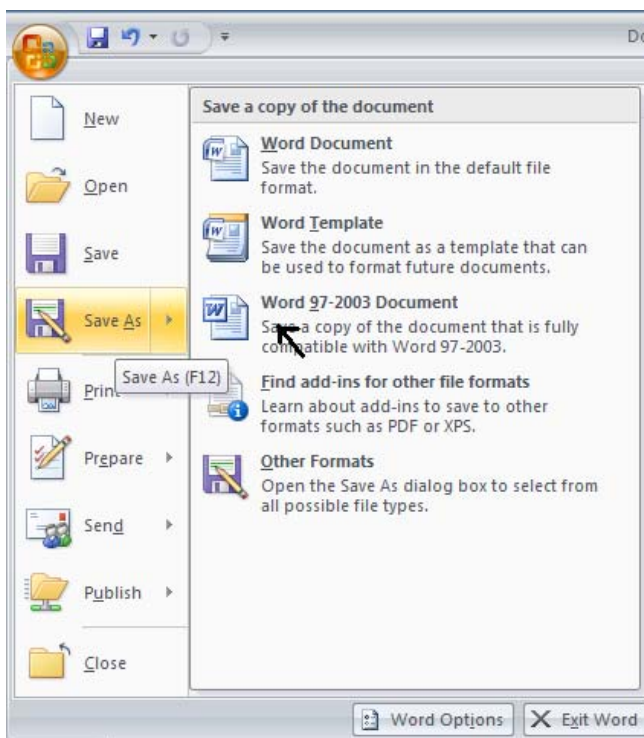 Do
New
Open
Save
Save As
Save As (F12)
Print
Prepare
Send
Publish
Close
Save a copy of the document
Word Document
Save the document in the default file
format.
Word Template
Save the document as a template that can
be used to format future documents.
Word 97-2003 Document
Save a copy of the document that is fully
compatible with Word 97-2003.
Find add-ins for other file formats
Learn about add-ins to save to other
formats such as PDF or XPS.
Other Formats
Open the Save As dialog box to select from
all possible file types.
Word Options
Exit Word